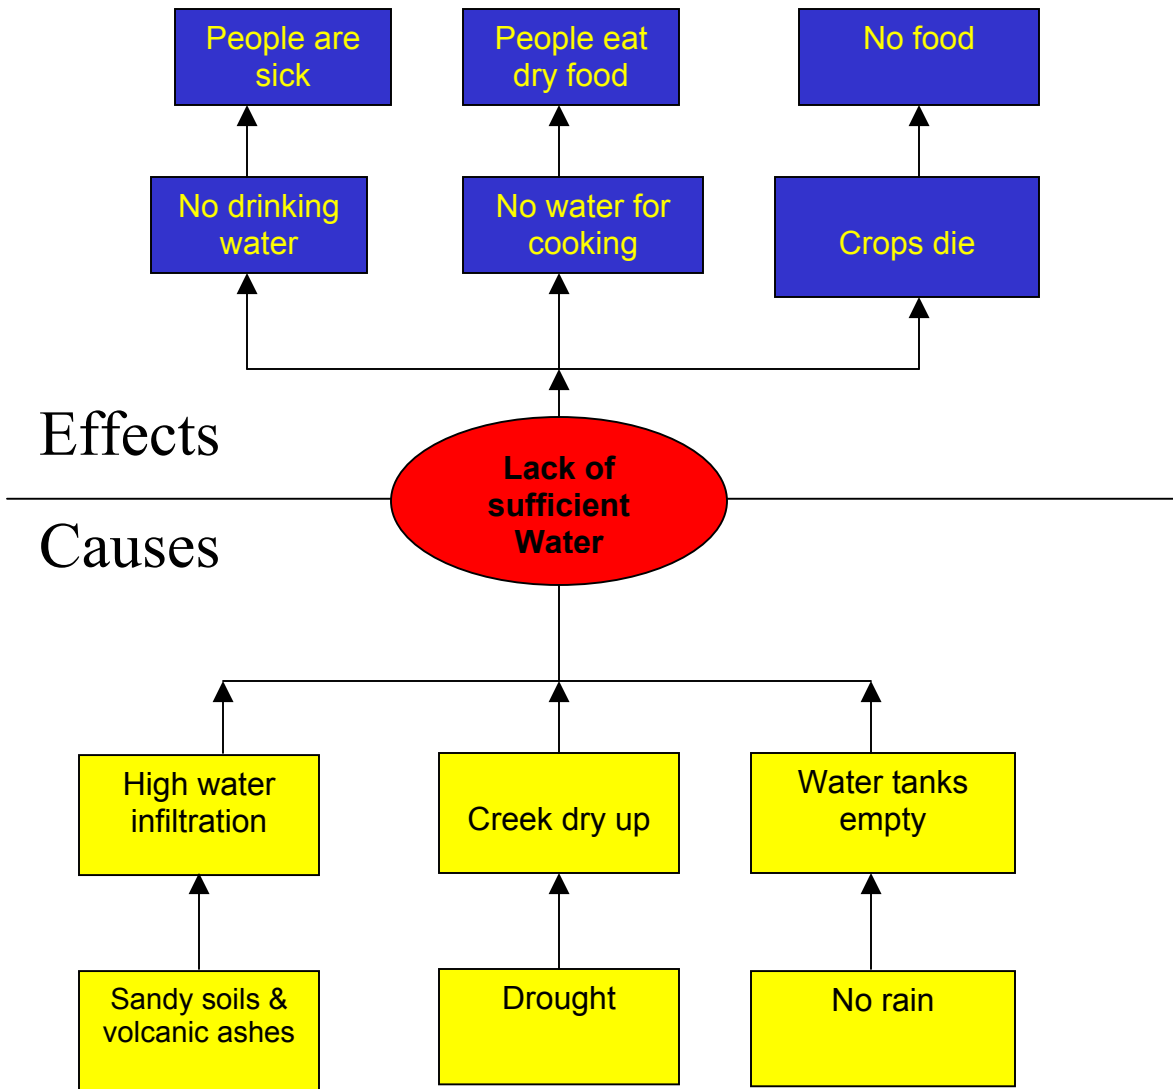 People are
sick
People eat
dry food
No food
No drinking
water
No water for
cooking
Crops die
Effects
Lack of
sufficient
Water
Causes
High water
infiltration
Creek dry up
Water tanks
empty
Sandy soils &
volcanic ashes
Drought
No rain